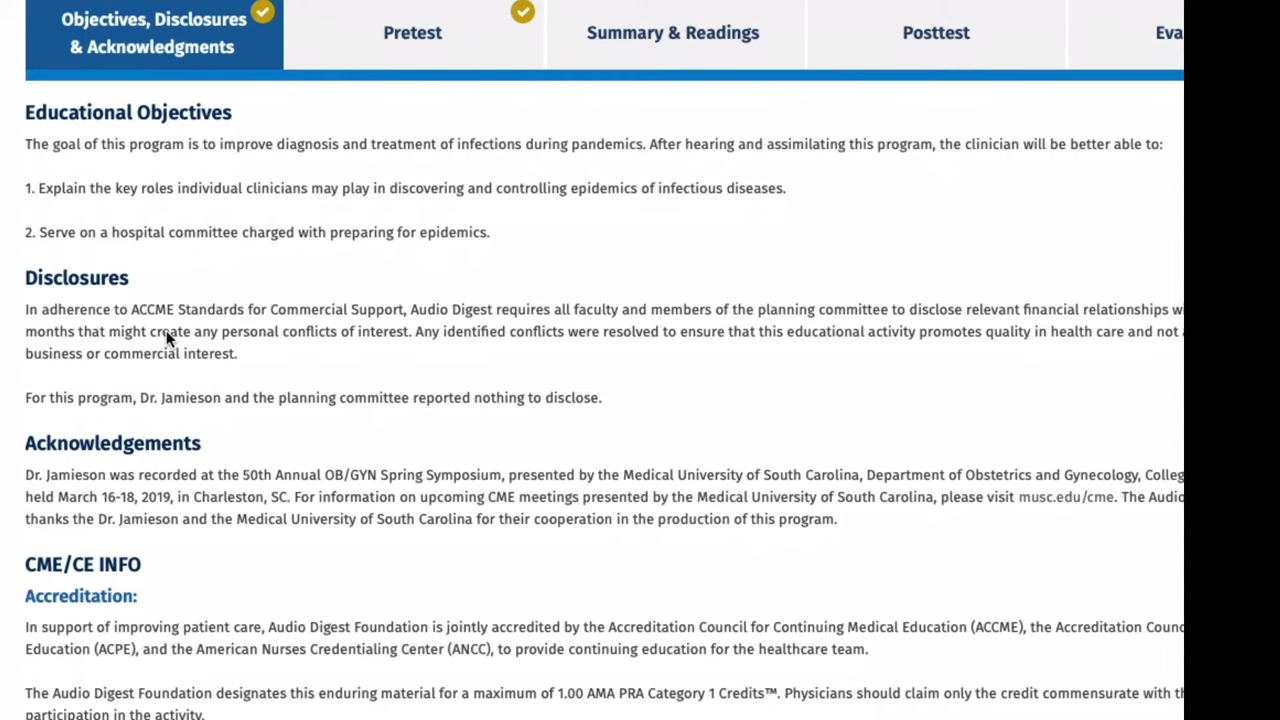 Objectives, Disclosures
& Acknowledgments
Pretest
Summary & Readings
Posttest
Educational Objectives
The goal of this program is to improve diagnosis and treatment of infections during pandemics. After hearing and assimilating this program, the clinician will be better able to:
1. Explain the key roles individual clinicians may play in discovering and controlling epidemics of infectious diseases.
2. Serve on a hospital committee charged with preparing for epidemics.
Disclosures
In adherence to ACCME Standards for Commercial Support, Audio Digest requires all faculty and members of the planning committee to disclose relevant financial relationships
months that might create any personal conflicts of interest. Any identified conflicts were resolved to ensure that this educational activity promotes quality in health care and not
business or commercial interest.
For this program, Dr. Jamieson and the planning committee reported nothing to disclose.
Acknowledgements
Dr. Jamieson was recorded at the 50th Annual OB/GYN Spring Symposium, presented by the Medical University of South Carolina, Department of Obstetrics and Gynecology,
held March 16-18, 2019, in Charleston, SC. For information on upcoming CME meetings presented by the Medical University of South Carolina, please visit musc.edu/cme. The Audio
thanks the Dr. Jamieson and the Medical University of South Carolina for their cooperation in the production of this program.
CME/CE INFO
Accreditation:
In support of improving patient care, Audio Digest Foundation is jointly accredited by the Accreditation Council for Continuing Medical Education (ACCME), the Accreditation
Education (ACPE), and the American Nurses Credentialing Center (ANCC), to provide continuing education for the healthcare team.
The Audio Digest Foundation designates this enduring material for a maximum of 1.00 AMA PRA Category 1 Credits™. Physicians should claim only the credit commensurate with
participation in the activity.